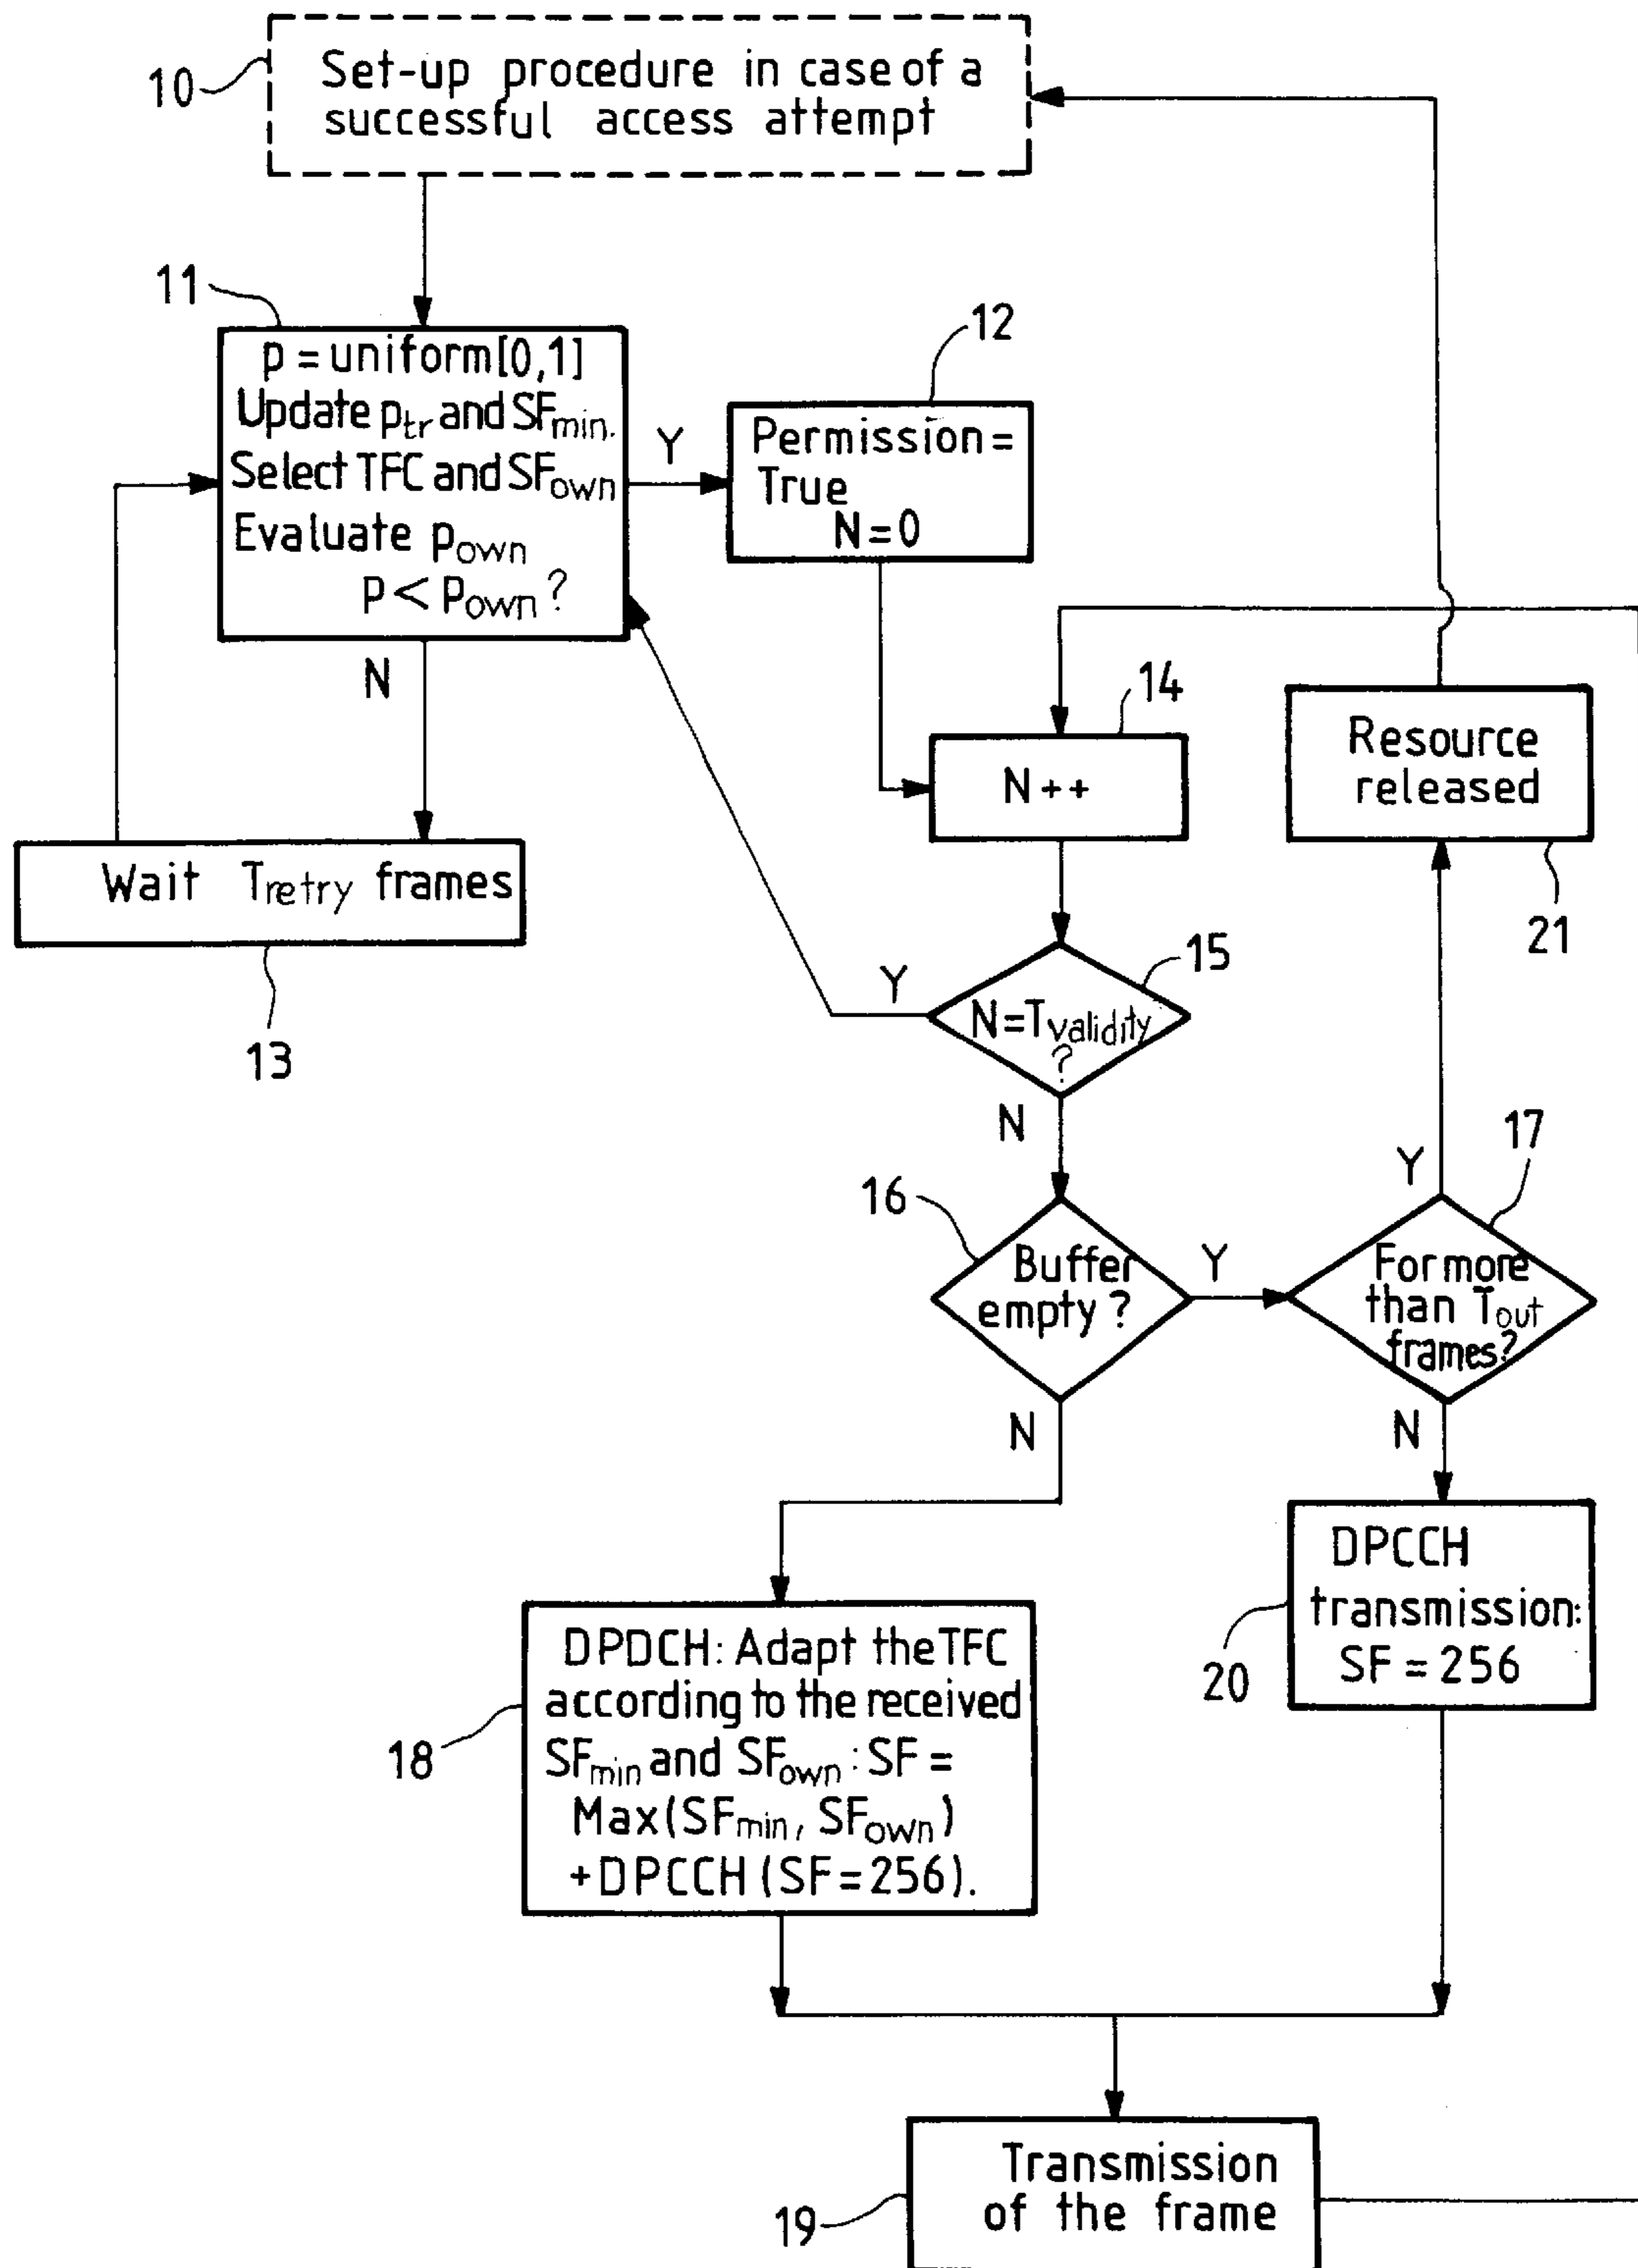 10
Set-up procedure in case of a
successful access attempt
11
p = uniform[0,1]
Update ptr and SFmin.
Select TFC and SFown
Evaluate pown
p < pown ?
Y
N
12
Permission =
True
N = 0
Wait Tretry frames
13
14
N ++
Resource
released
21
15
Y
N=Tvalidity
?
N
16
Buffer
empty ?
Y
N
17
Y
For more
than Tout
frames?
N
DPCCH
transmission:
SF = 256
20
DPDCH: Adapt the TFC
according to the received
SFmin and SFown : SF =
Max(SFmin, SFown)
+DPCCH (SF = 256).
18
Transmission
of the frame
19